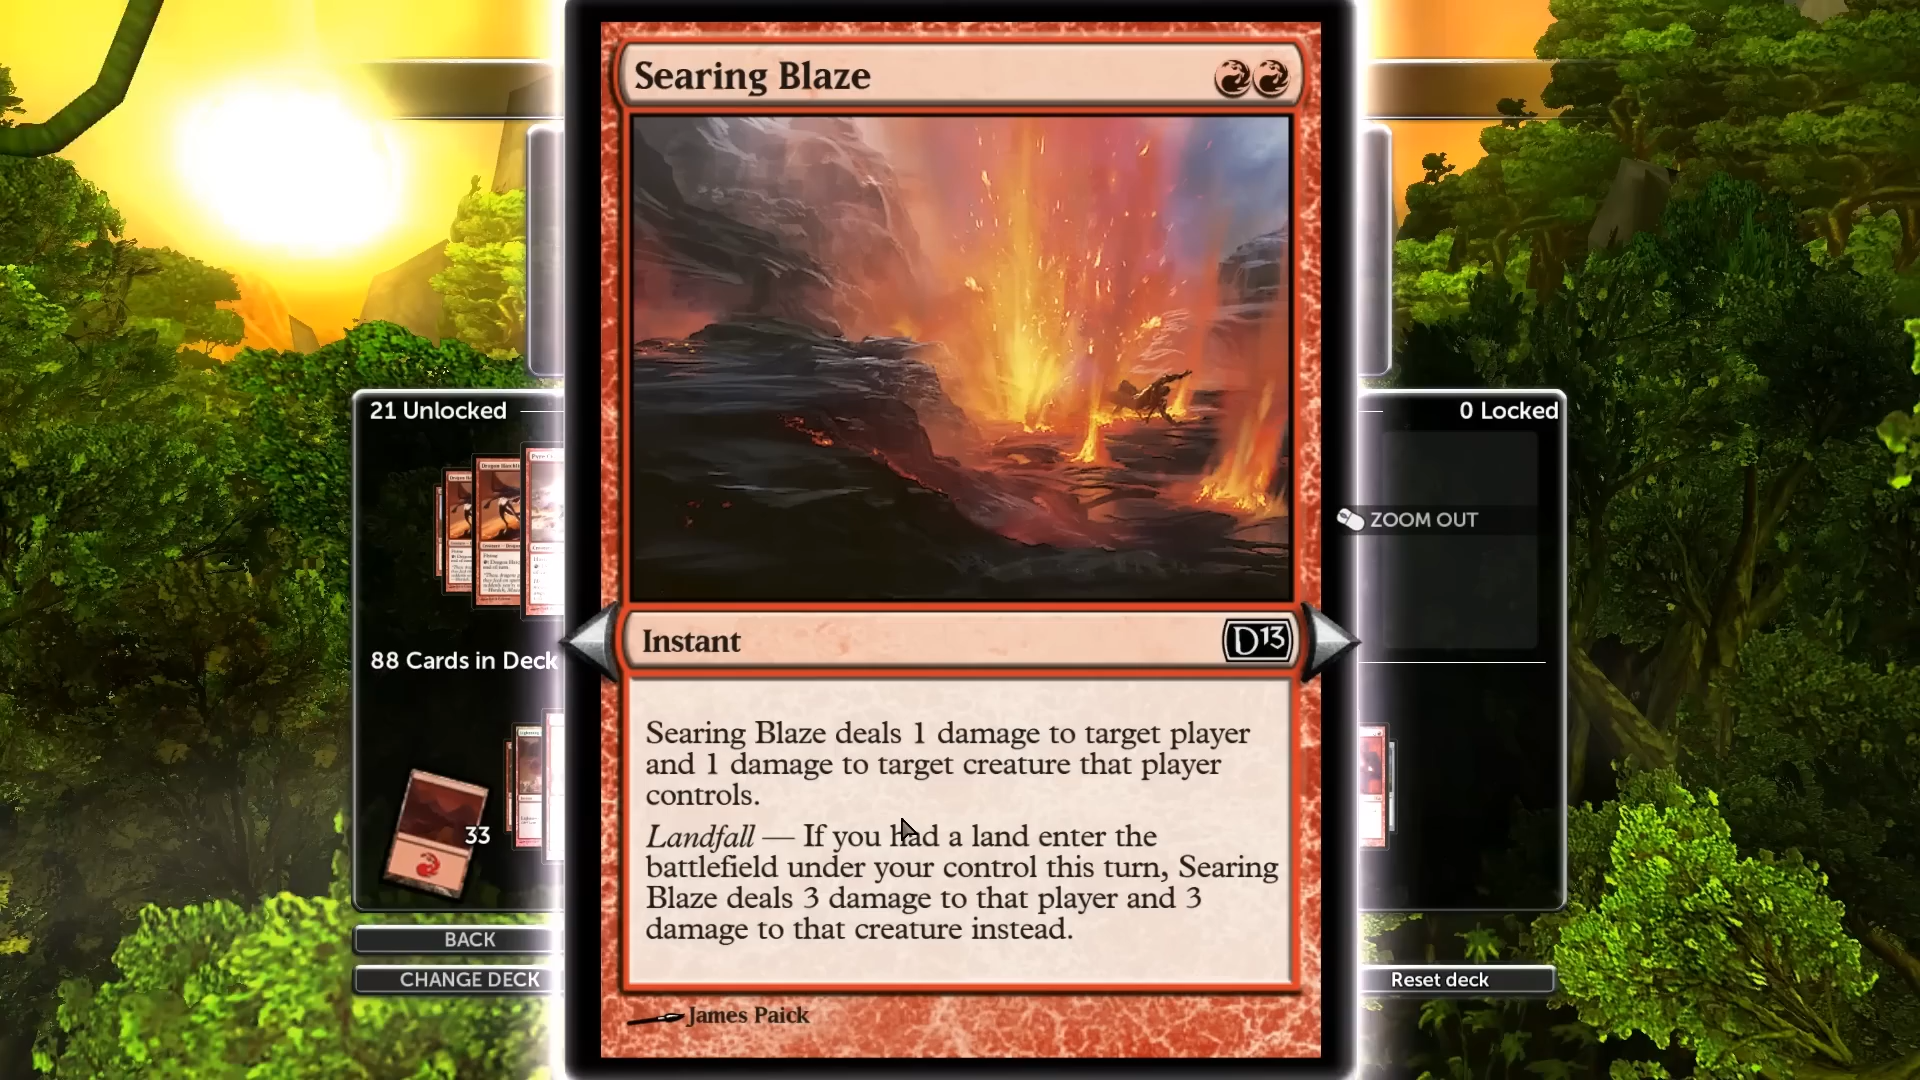 Searing Blaze
21 Unlocked
0 Locked
Dragon Hatchling
ZOOM OUT
Instant
D13
88 Cards in Deck
Searing Blaze deals 1 damage to target player
and 1 damage to target creature that player
controls.
Landfall — If you had a land enter the
battlefield under your control this turn, Searing
Blaze deals 3 damage to that player and 3
damage to that creature instead.
33
BACK
CHANGE DECK
Reset deck
James Paick